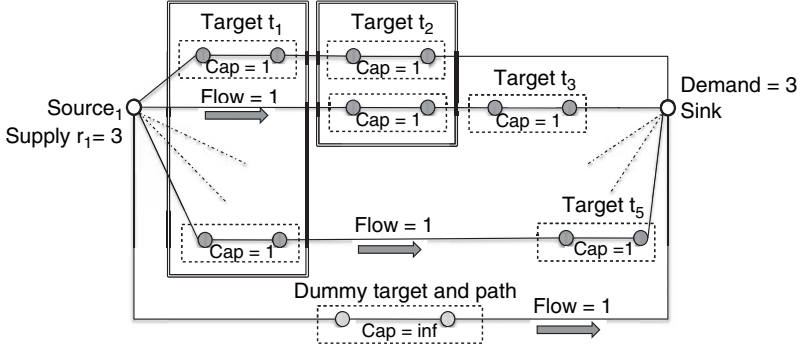 Target t1
Target t2
Cap = 1
Cap = 1
Target t3
Demand = 3
Source1
Flow = 1
Sink
Supply r1= 3
Cap = 1
Cap = 1
Target t5
Flow = 1
Cap = 1
Cap =1
Dummy target and path
Flow = 1
Cap = inf